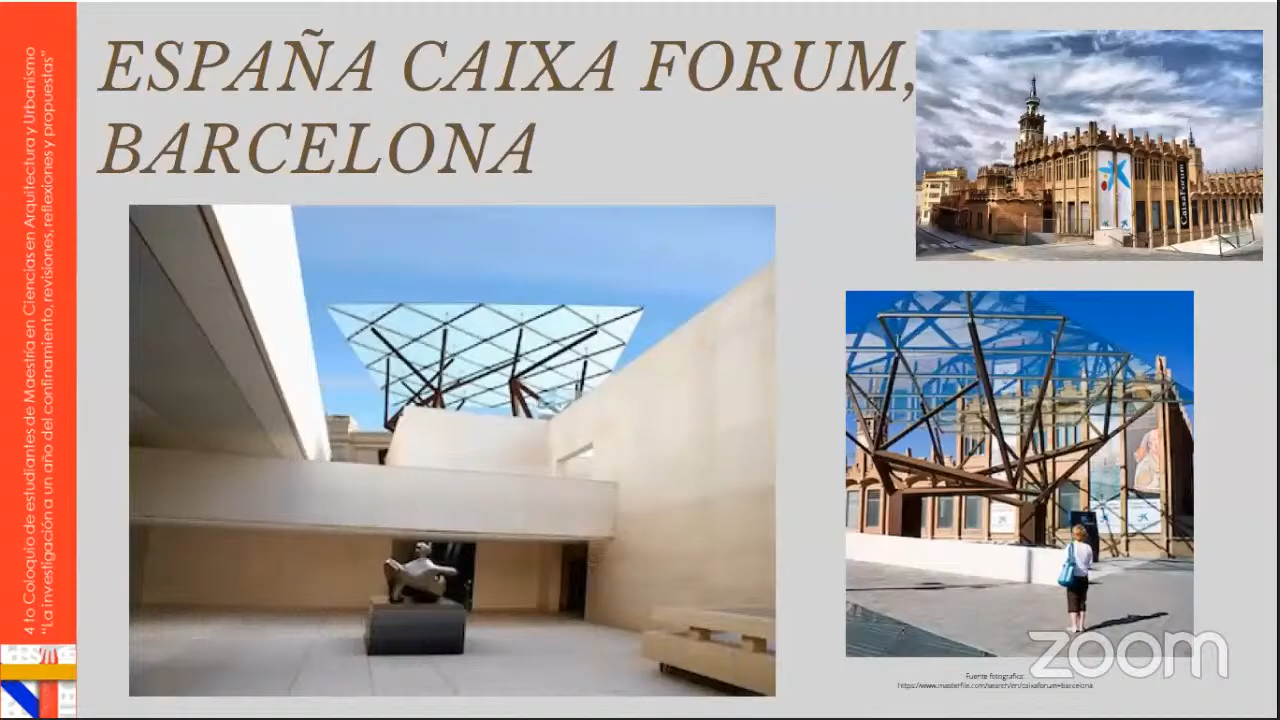 ESPAÑA CAIXA FORUM,
BARCELONA
4 to Coloquio de estudiantes de Maestría en Ciencias en Arquitectura y Urbanismo
"La investigación a un año del confinamiento, revisiones, reflexiones y propuestas"
CaixaForum
Fuente fotografica:
https://www.masterfile.com/search/en/caixaforum+barcelona
zoom